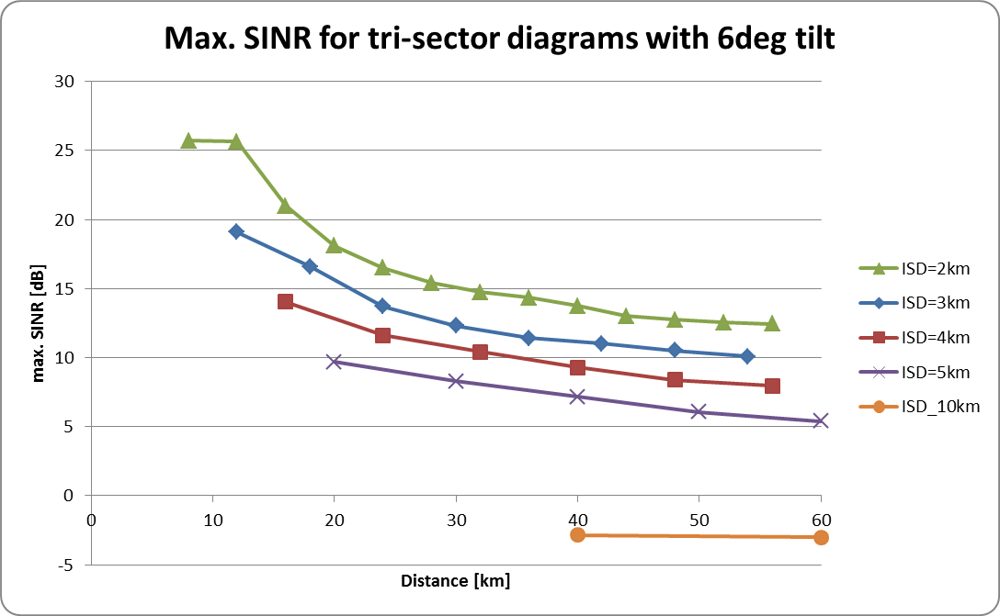 Max. SINR for tri-sector diagrams with 6deg tilt
30
25
20
15
10
5
0
-5
max. SINR [dB]
0 10 20 30 40 50 60
Distance [km]
ISD=2km
ISD=3km
ISD=4km
ISD=5km
ISD_10km